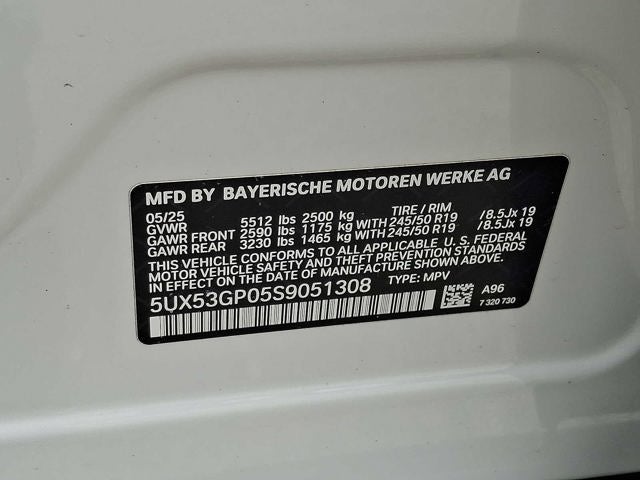 MFD BY BAYERISCHE MOTOREN WERKE AG
05/25 TIRE / RIM
GVWR 5512 lbs 2500 kg
GAWR FRONT 2590 lbs 1175 kg WITH 245/50 R19 /8.5Jx 19
GAWR REAR 3230 lbs 1465 kg WITH 245/50 R19 /8.5Jx 19
THIS VEHICLE CONFORMS TO ALL APPLICABLE U. S. FEDERAL
MOTOR VEHICLE SAFETY AND THEFT PREVENTION STANDARDS
IN EFFECT ON THE DATE OF MANUFACTURE SHOWN ABOVE.
5UX53GP05S9051308 TYPE: MPV
A96
7 320 730